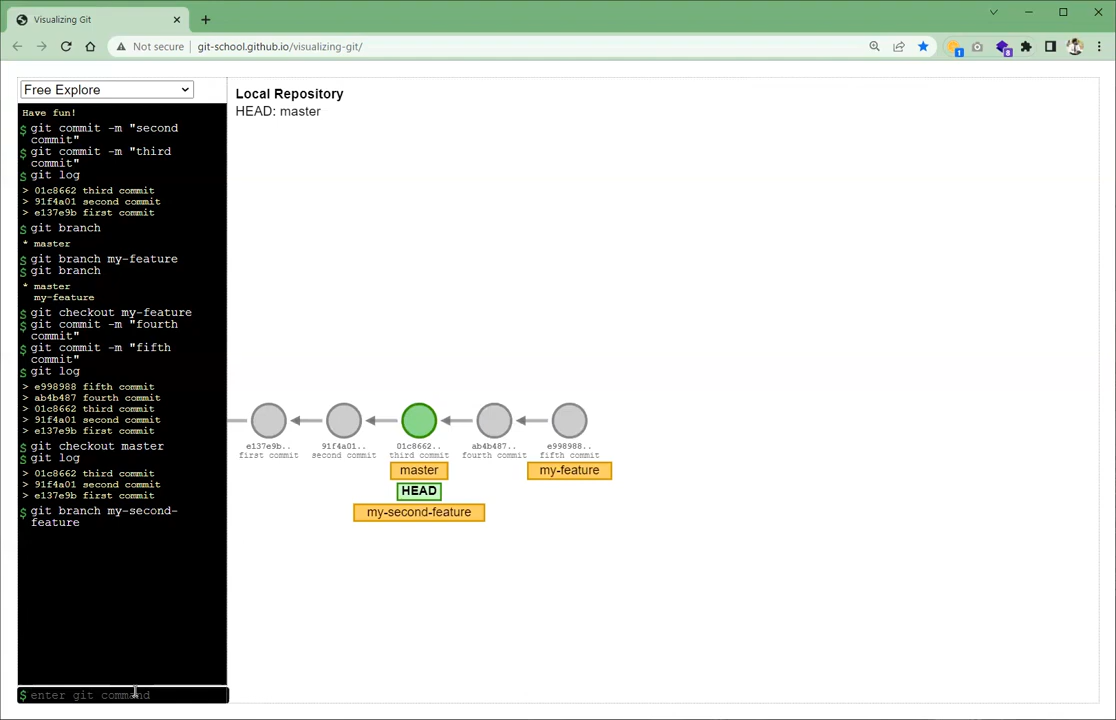 Visualizing Git
Not secure
git-school.github.io/visualizing-git/
1
8
Free Explore
Have fun!
$ git commit -m "second
commit"
$ git commit -m "third
commit"
$ git log
> 01c8662 third commit
> 91f4a01 second commit
> e137e9b first commit
$ git branch
* master
$ git branch my-feature
$ git branch
* master
my-feature
$ git checkout my-feature
$ git commit -m "fourth
commit"
$ git commit -m "fifth
commit"
$ git log
> e998988 fifth commit
> ab4b487 fourth commit
> 01c8662 third commit
> 91f4a01 second commit
> e137e9b first commit
$ git checkout master
$ git log
> 01c8662 third commit
> 91f4a01 second commit
> e137e9b first commit
$ git branch my-second-
feature
$ enter git command
Local Repository
HEAD: master
e137e9b..
first commit
91f4a01..
second commit
01c8662..
third commit
ab4b487..
fourth commit
e998988..
fifth commit
master
my-feature
HEAD
my-second-feature